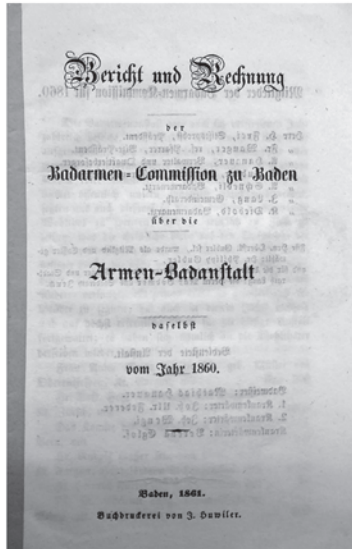 Bericht und Rechnung
der
Badarmen=Commission zu Baden
über die
Armen-Badanstalt
daselbst
vom Jahr 1860.
Baden, 1861.
Buchdruckerei von J. Huwiler.